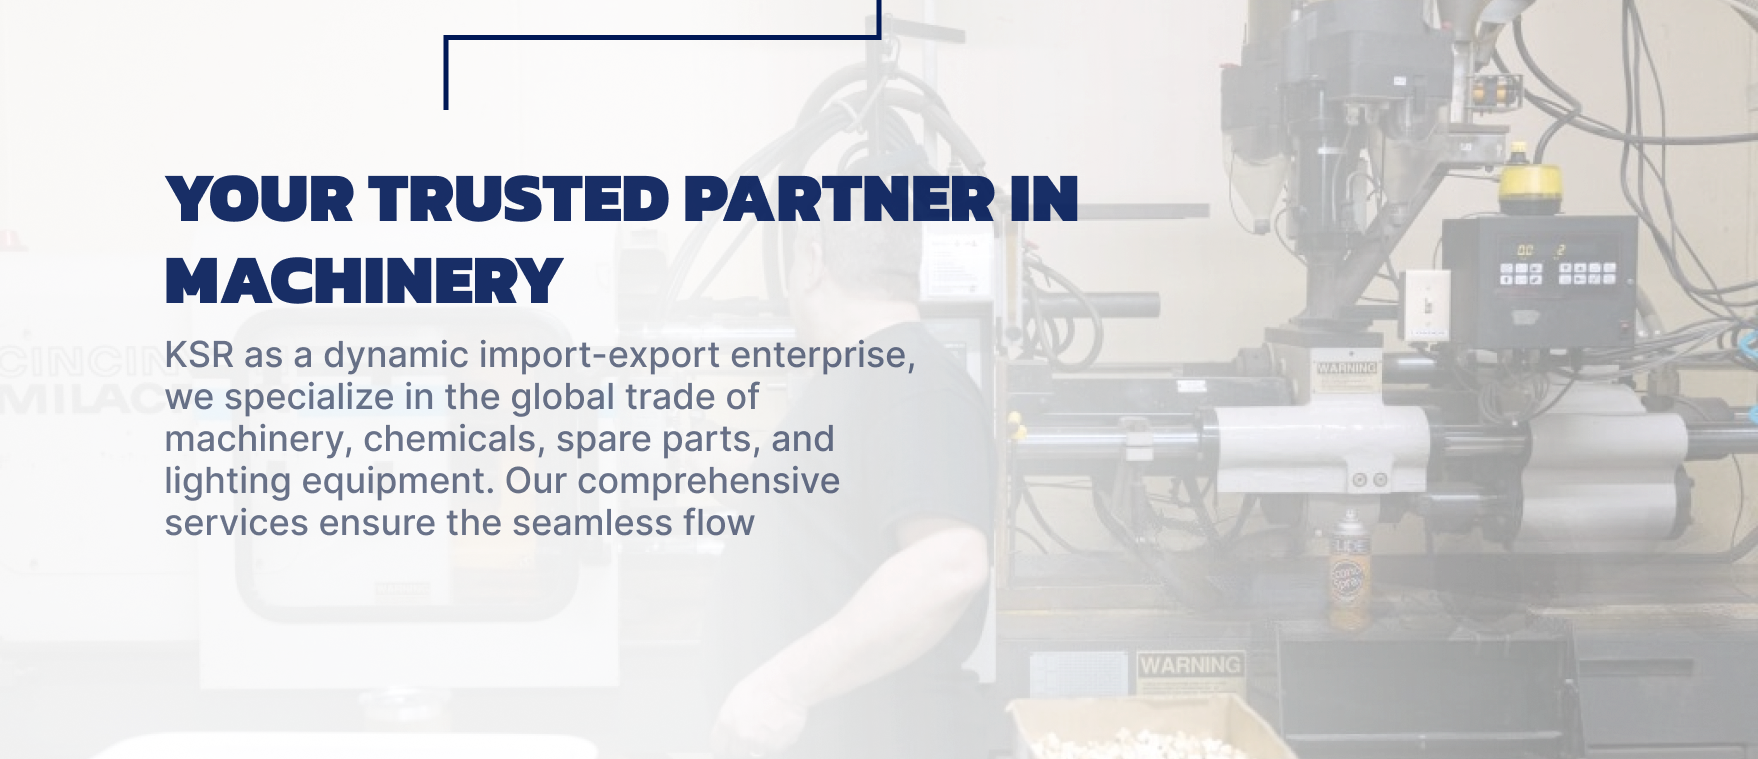 YOUR TRUSTED PARTNER IN
MACHINERY
KSR as a dynamic import-export enterprise,
we specialize in the global trade of
machinery, chemicals, spare parts, and
lighting equipment. Our comprehensive
services ensure the seamless flow
CINCIN
MILAC
WARNING
WARNING